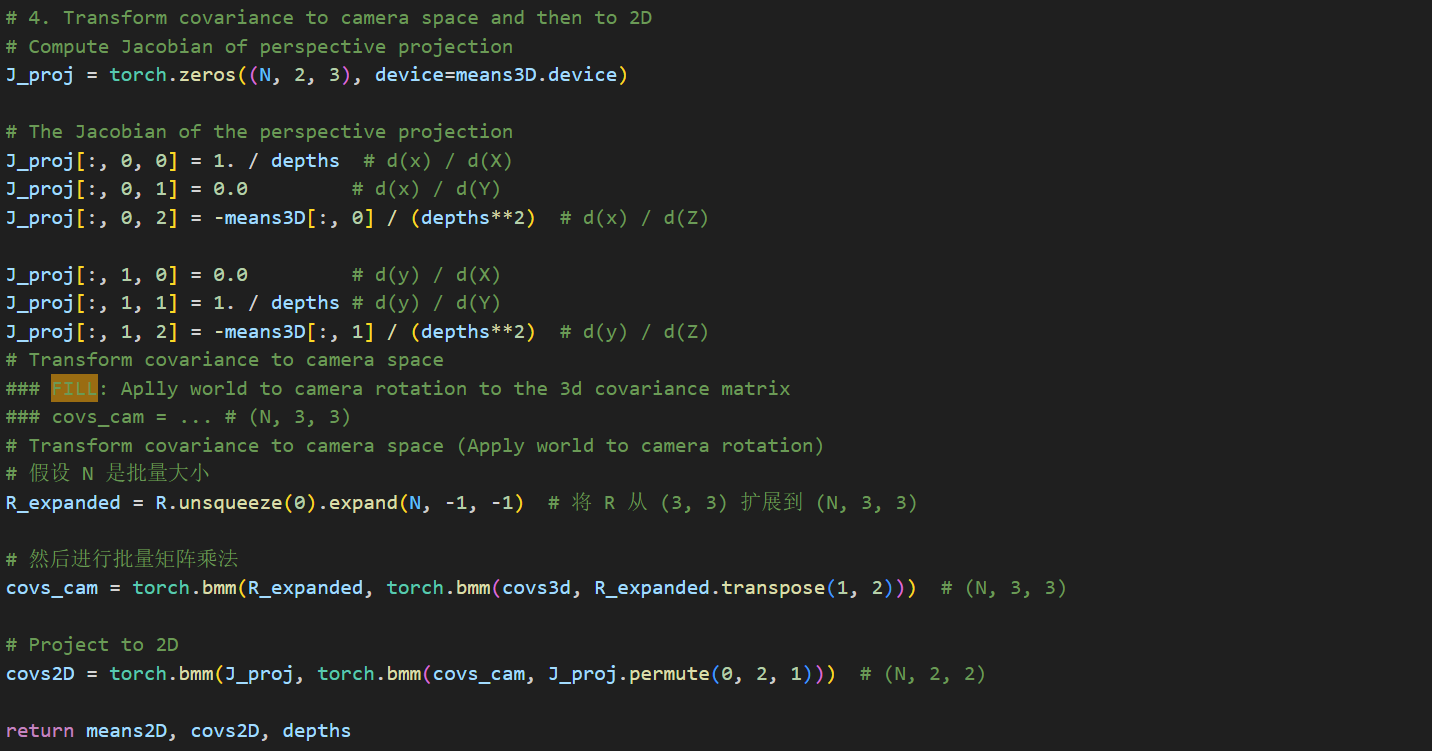 # 4. Transform covariance to camera space and then to 2D
# Compute Jacobian of perspective projection
J_proj = torch.zeros((N, 2, 3), device=means3D.device)
# The Jacobian of the perspective projection
J_proj[:, 0, 0] = 1. / depths  # d(x) / d(X)
J_proj[:, 0, 1] = 0.0         # d(x) / d(Y)
J_proj[:, 0, 2] = -means3D[:, 0] / (depths**2)  # d(x) / d(Z)
J_proj[:, 1, 0] = 0.0         # d(y) / d(X)
J_proj[:, 1, 1] = 1. / depths # d(y) / d(Y)
J_proj[:, 1, 2] = -means3D[:, 1] / (depths**2)  # d(y) / d(Z)
# Transform covariance to camera space
### FILL: Aplly world to camera rotation to the 3d covariance matrix
### covs_cam = ... # (N, 3, 3)
# Transform covariance to camera space (Apply world to camera rotation)
# 假设 N 是批量大小
R_expanded = R.unsqueeze(0).expand(N, -1, -1)  # 将 R 从 (3, 3) 扩展到 (N, 3, 3)
# 然后进行批量矩阵乘法
covs_cam = torch.bmm(R_expanded, torch.bmm(covs3d, R_expanded.transpose(1, 2)))  # (N, 3, 3)
# Project to 2D
covs2D = torch.bmm(J_proj, torch.bmm(covs_cam, J_proj.permute(0, 2, 1)))  # (N, 2, 2)
return means2D, covs2D, depths